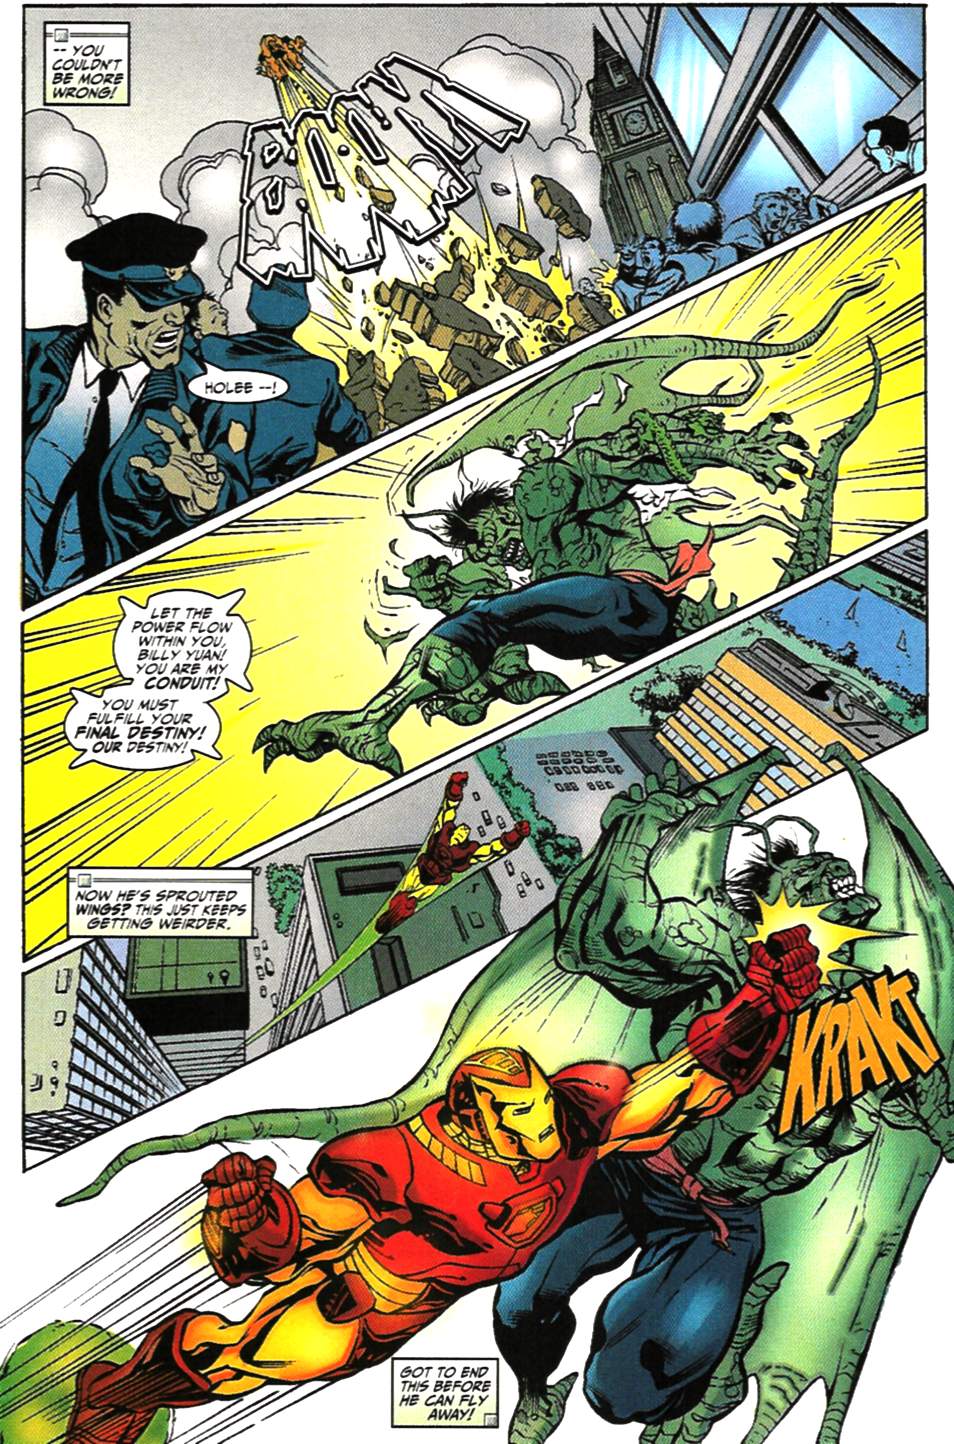 -- YOU
COULDN'T
BE MORE
WRONG!
BOOM
HOLEE --!
LET THE
POWER FLOW
WITHIN YOU,
BILLY YUAN!
YOU ARE MY
CONDUIT!
YOU MUST
FULFILL YOUR
FINAL DESTINY!
OUR DESTINY!
NOW HE'S SPROUTED
WINGS? THIS JUST KEEPS
GETTING WEIRDER.
KRAKT
GOT TO END
THIS BEFORE
HE CAN FLY
AWAY!